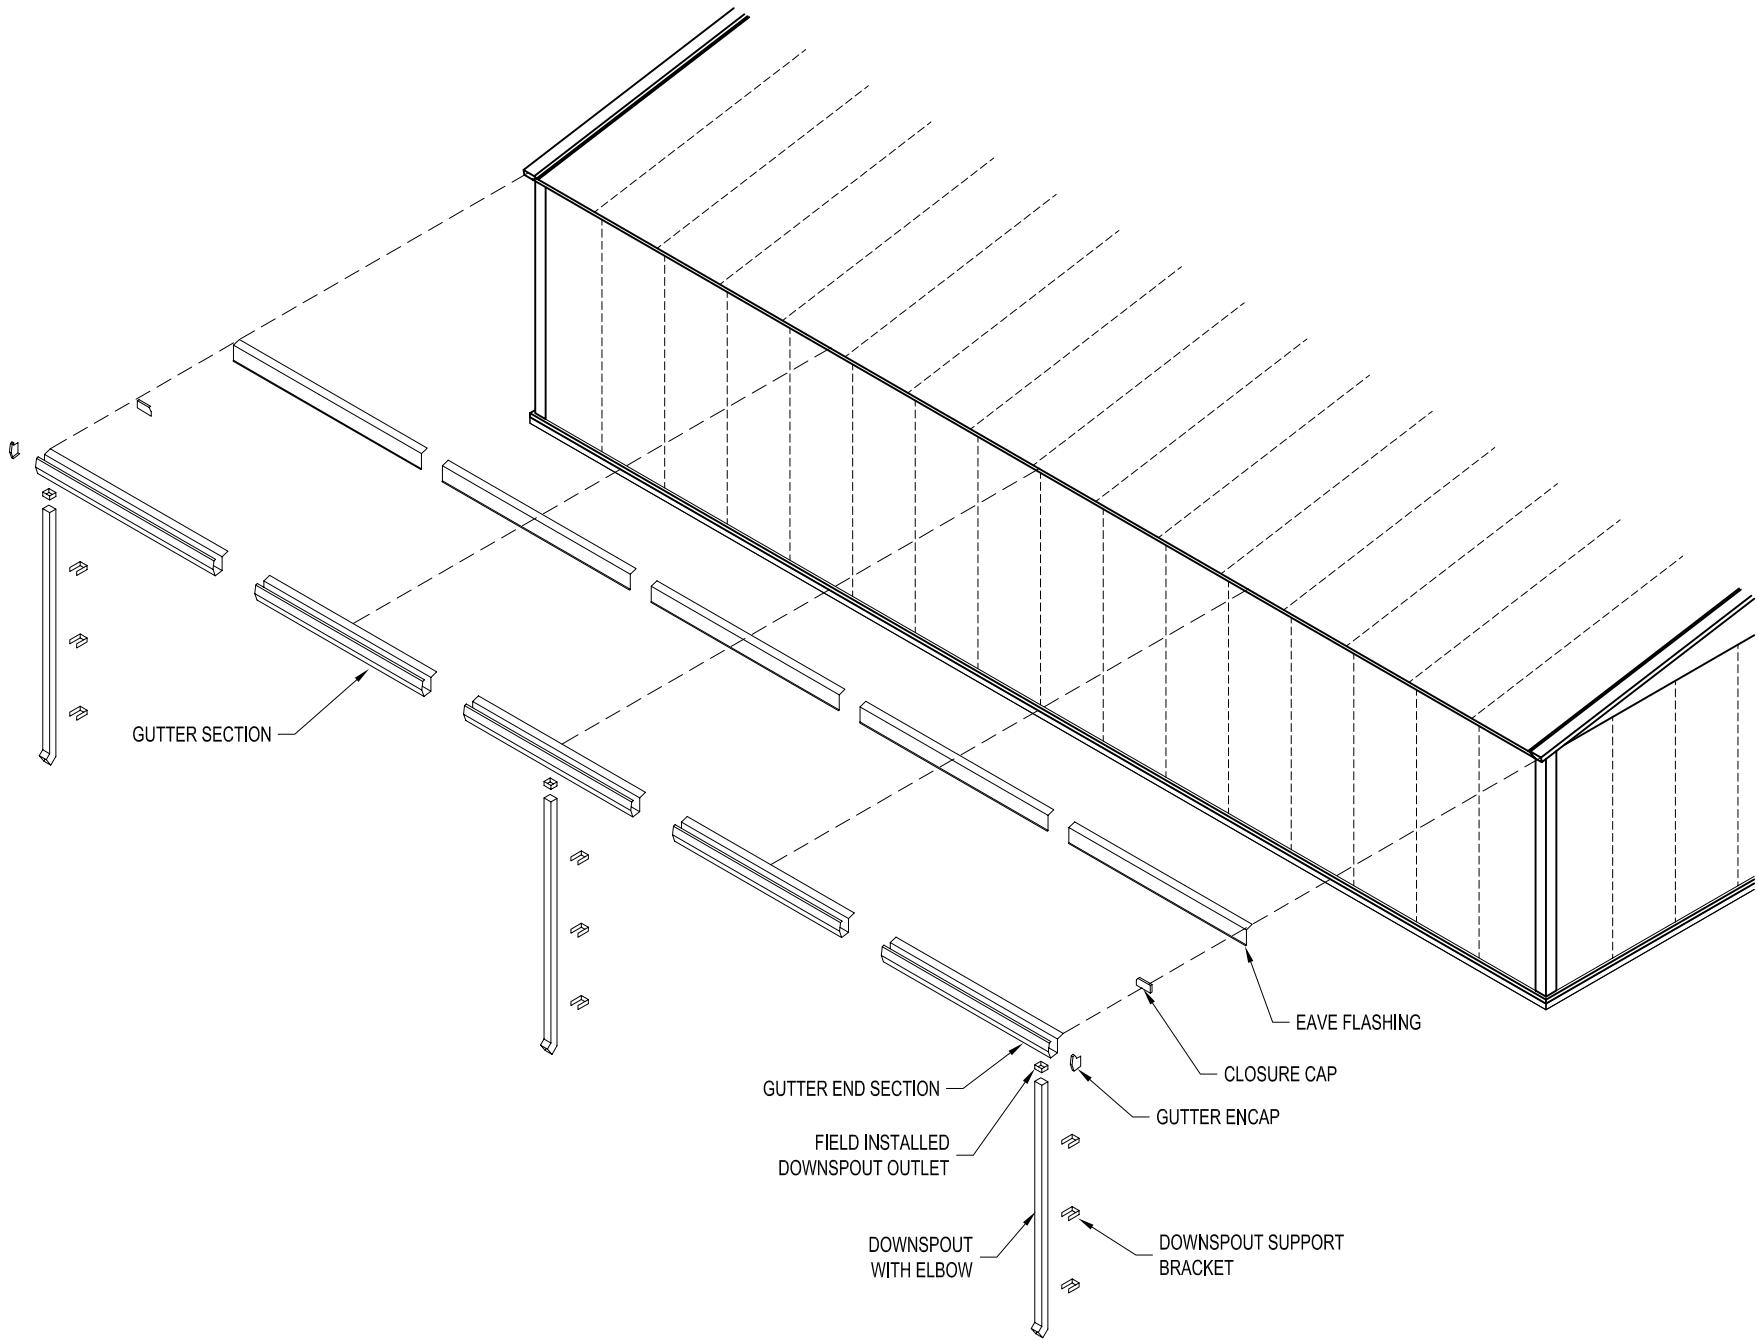 GUTTER SECTION
EAVE FLASHING
CLOSURE CAP
GUTTER END SECTION
GUTTER ENCAP
FIELD INSTALLED
DOWNSPOUT OUTLET
DOWNSPOUT
WITH ELBOW
DOWNSPOUT SUPPORT
BRACKET